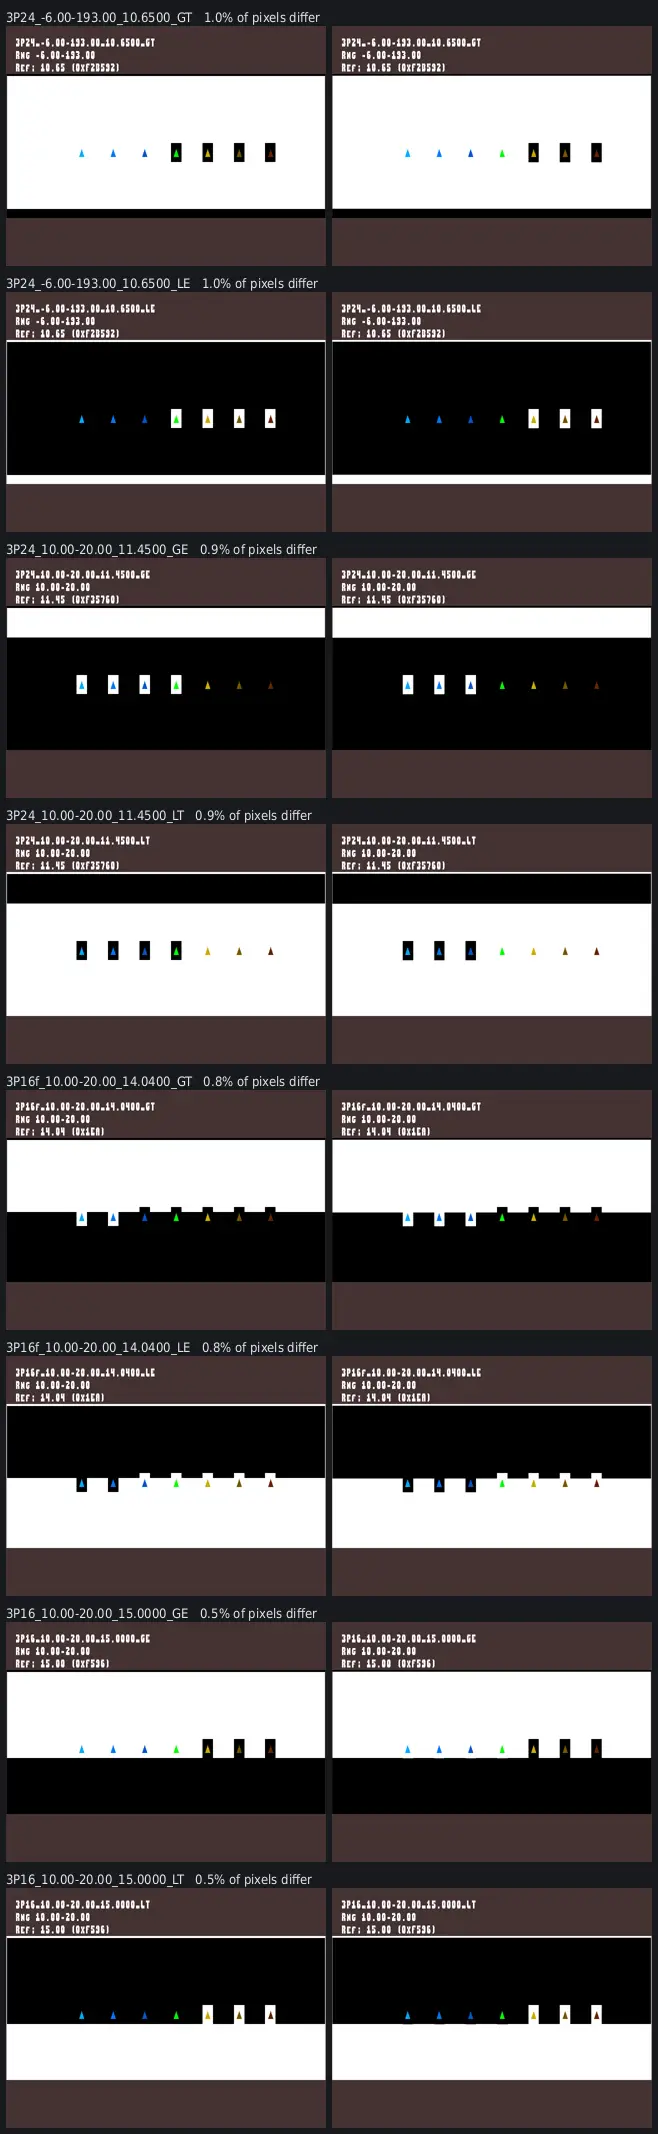 3P24_-6.00-193.00_10.6500_GT 1.0% of pixels differ
3P24_-6.00-193.00_10.6500_GT
RNG -6.00-193.00
REF: 10.65 (0xF2D592)
3P24_-6.00-193.00_10.6500_GT
RNG -6.00-193.00
REF: 10.65 (0xF2D592)
3P24_-6.00-193.00_10.6500_LE 1.0% of pixels differ
3P24_-6.00-193.00_10.6500_LE
RNG -6.00-193.00
REF: 10.65 (0xF2D592)
3P24_-6.00-193.00_10.6500_LE
RNG -6.00-193.00
REF: 10.65 (0xF2D592)
3P24_10.00-20.00_11.4500_GE 0.9% of pixels differ
3P24_10.00-20.00_11.4500_GE
RNG 10.00-20.00
REF: 11.45 (0xF35760)
3P24_10.00-20.00_11.4500_GE
RNG 10.00-20.00
REF: 11.45 (0xF35760)
3P24_10.00-20.00_11.4500_LT 0.9% of pixels differ
3P24_10.00-20.00_11.4500_LT
RNG 10.00-20.00
REF: 11.45 (0xF35760)
3P24_10.00-20.00_11.4500_LT
RNG 10.00-20.00
REF: 11.45 (0xF35760)
3P16f_10.00-20.00_14.0400_GT 0.8% of pixels differ
3P16F_10.00-20.00_14.0400_GT
RNG 10.00-20.00
REF: 14.04 (0x1EA)
3P16F_10.00-20.00_14.0400_GT
RNG 10.00-20.00
REF: 14.04 (0x1EA)
3P16f_10.00-20.00_14.0400_LE 0.8% of pixels differ
3P16F_10.00-20.00_14.0400_LE
RNG 10.00-20.00
REF: 14.04 (0x1EA)
3P16F_10.00-20.00_14.0400_LE
RNG 10.00-20.00
REF: 14.04 (0x1EA)
3P16_10.00-20.00_15.0000_GE 0.5% of pixels differ
3P16_10.00-20.00_15.0000_GE
RNG 10.00-20.00
REF: 15.00 (0xF596)
3P16_10.00-20.00_15.0000_GE
RNG 10.00-20.00
REF: 15.00 (0xF596)
3P16_10.00-20.00_15.0000_LT 0.5% of pixels differ
3P16_10.00-20.00_15.0000_LT
RNG 10.00-20.00
REF: 15.00 (0xF596)
3P16_10.00-20.00_15.0000_LT
RNG 10.00-20.00
REF: 15.00 (0xF596)